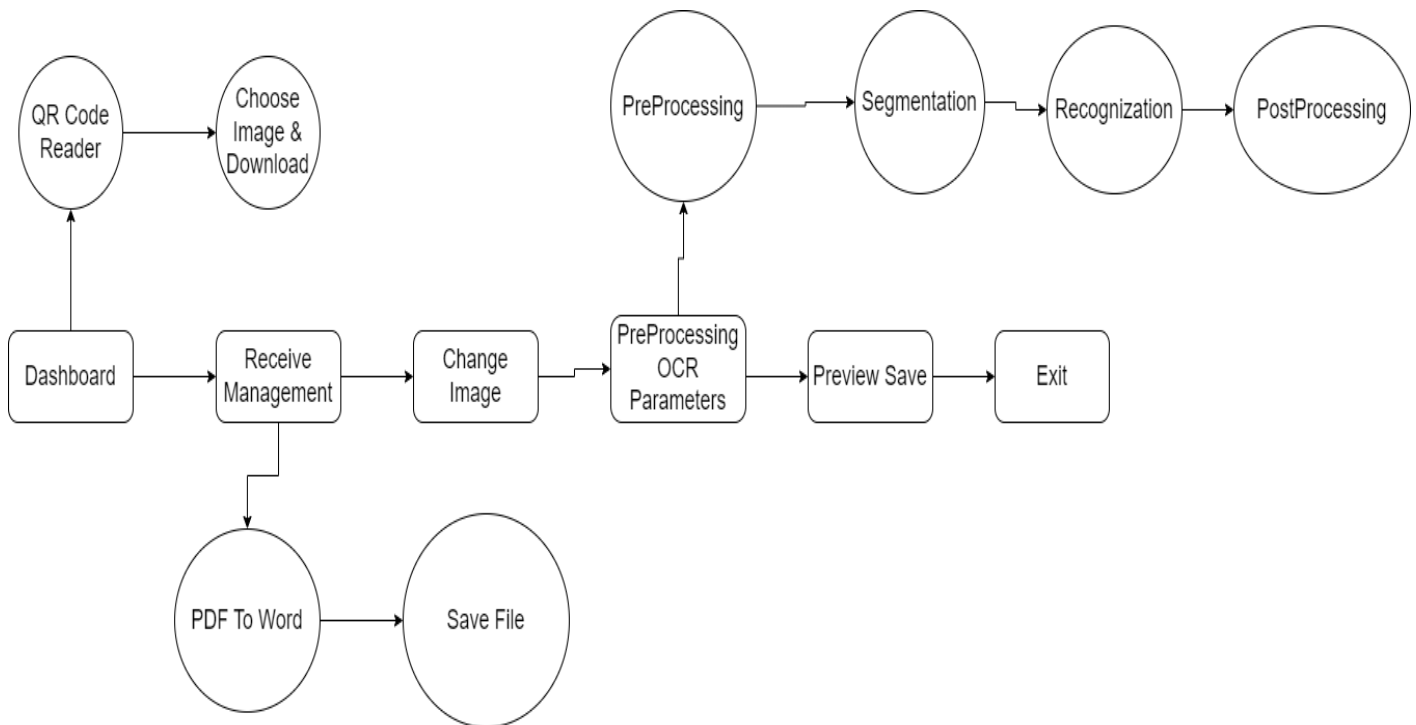 QR Code
Reader
Choose
Image &
Download
PreProcessing
Segmentation
Recognization
PostProcessing
Dashboard
Receive
Management
Change
Image
PreProcessing
OCR
Parameters
Preview Save
Exit
PDF To Word
Save File